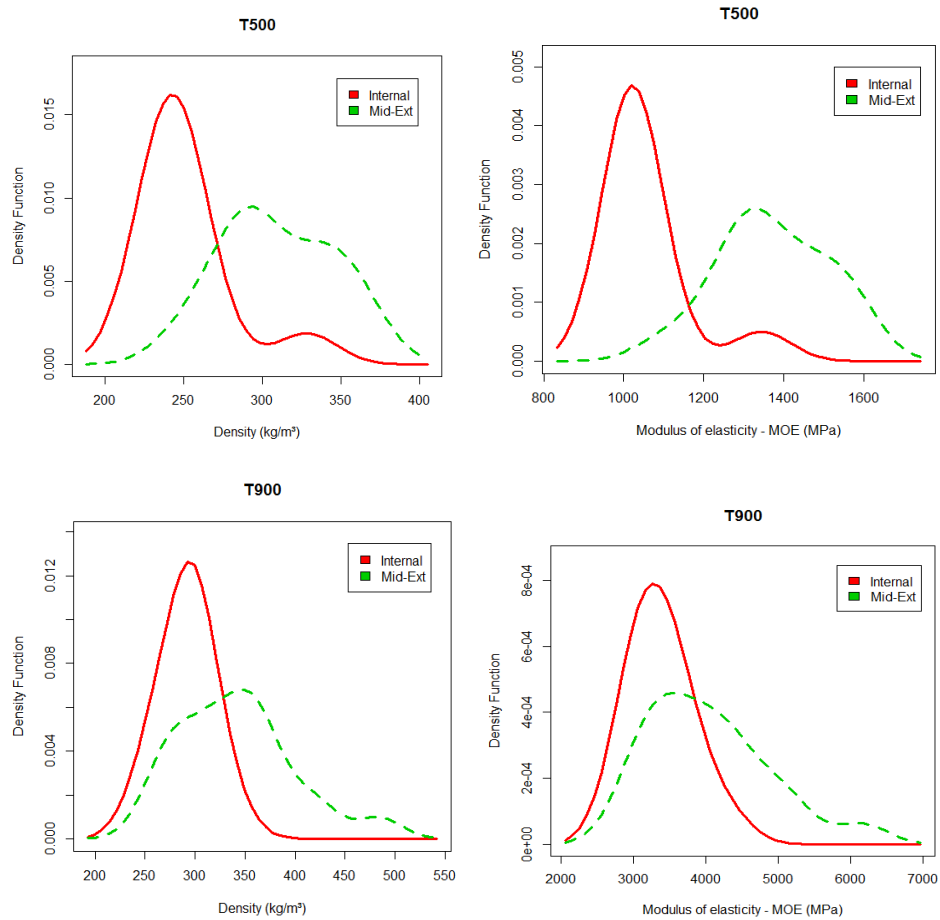 T500
0.015
0.010
0.005
0.000
Density Function
Internal
Mid-Ext
200 250 300 350 400
Density (kg/m³)
T500
0.005
0.004
0.003
0.002
0.001
0.000
Density Function
Internal
Mid-Ext
800 1000 1200 1400 1600
Modulus of elasticity - MOE (MPa)
T900
0.012
0.008
0.004
0.000
Density Function
Internal
Mid-Ext
200 250 300 350 400 450 500 550
Density (kg/m³)
T900
8e-04
6e-04
4e-04
2e-04
0e+00
Density Function
Internal
Mid-Ext
2000 3000 4000 5000 6000 7000
Modulus of elasticity - MOE (MPa)